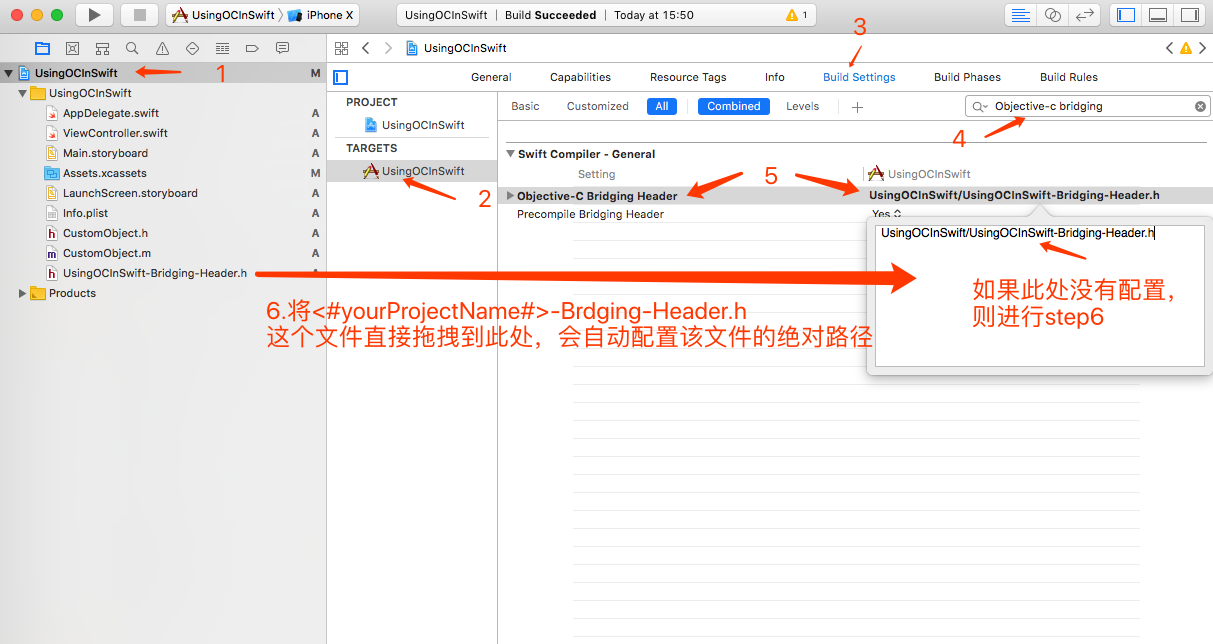 UsingOCInSwift
iPhone X
UsingOCInSwift | Build Succeeded | Today at 15:50
1
UsingOCInSwift
1
M
UsingOCInSwift
AppDelegate.swift
A
ViewController.swift
A
Main.storyboard
A
Assets.xcassets
M
LaunchScreen.storyboard
A
Info.plist
A
CustomObject.h
A
CustomObject.m
A
UsingOCInSwift-Bridging-Header.h
Products
UsingOCInSwift
3
General
Capabilities
Resource Tags
Info
Build Settings
Build Phases
Build Rules
PROJECT
UsingOCInSwift
TARGETS
UsingOCInSwift
2
Basic
Customized
All
Combined
Levels
Objective-c bridging
4
Swift Compiler - General
Setting
UsingOCInSwift
5
Objective-C Bridging Header
UsingOCInSwift/UsingOCInSwift-Bridging-Header.h
Precompile Bridging Header
Yes
UsingOCInSwift/UsingOCInSwift-Bridging-Header.h
如果此处没有配置，
则进行step6
6.将<#yourProjectName#>-Brdging-Header.h
这个文件直接拖拽到此处，会自动配置该文件的绝对路径